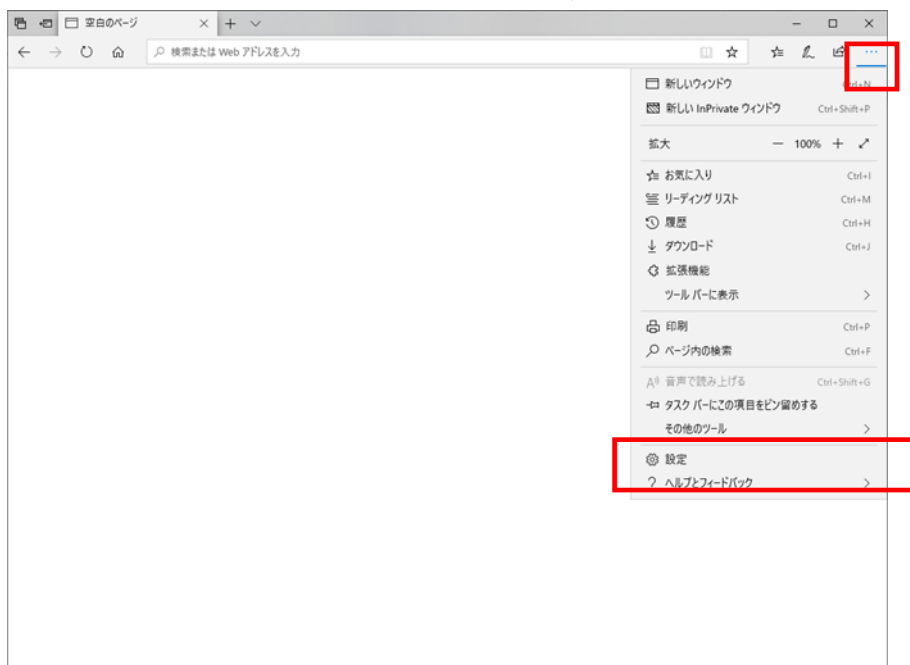 空白のページ
検索または Web アドレスを入力
新しいウィンドウ Ctrl+N
新しい InPrivate ウィンドウ Ctrl+Shift+P
拡大 100%
お気に入り Ctrl+I
リーディング リスト Ctrl+M
履歴 Ctrl+H
ダウンロード Ctrl+J
拡張機能
ツール バーに表示
印刷 Ctrl+P
ページ内の検索 Ctrl+F
音声で読み上げる Ctrl+Shift+G
タスク バーにこの項目をピン留めする
その他のツール
設定
ヘルプとフィードバック